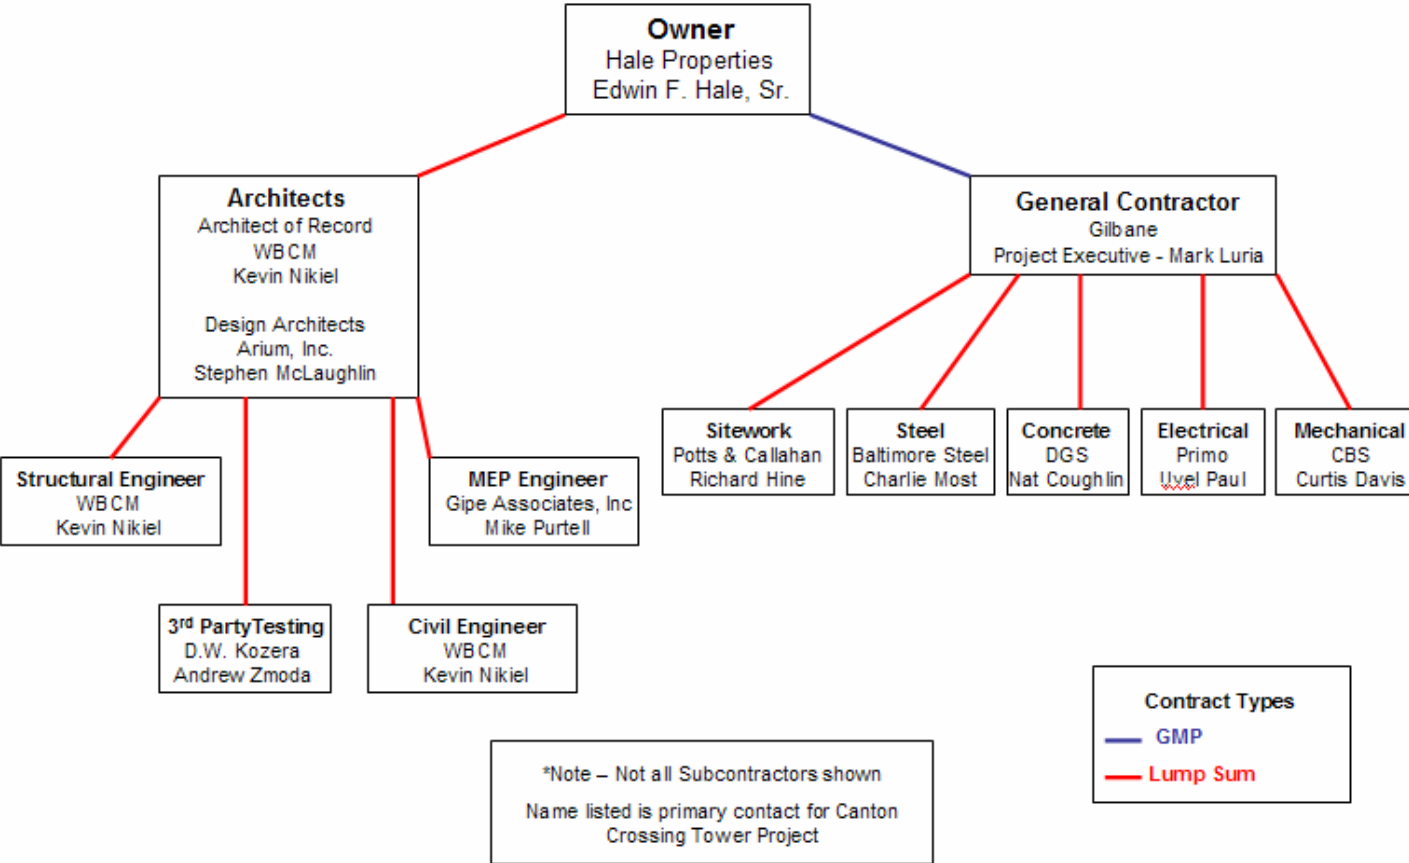 Owner
Hale Properties
Edwin F. Hale, Sr.
Architects
Architect of Record
WBCM
Kevin Nikiel
Design Architects
Arium, Inc.
Stephen McLaughlin
General Contractor
Gilbane
Project Executive - Mark Luria
Structural Engineer
WBCM
Kevin Nikiel
MEP Engineer
Gipe Associates, Inc
Mike Purtell
3rd PartyTesting
D.W. Kozera
Andrew Zmoda
Civil Engineer
WBCM
Kevin Nikiel
Sitework
Potts & Callahan
Richard Hine
Steel
Baltimore Steel
Charlie Most
Concrete
DGS
Nat Coughlin
Electrical
Primo
Uvel Paul
Mechanical
CBS
Curtis Davis
Contract Types
GMP
Lump Sum
*Note – Not all Subcontractors shown
Name listed is primary contact for Canton
Crossing Tower Project